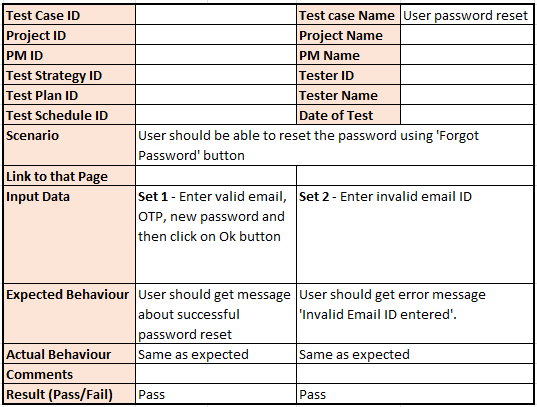 Test Case ID Test case Name User password reset
Project ID Project Name
PM ID PM Name
Test Strategy ID Tester ID
Test Plan ID Tester Name
Test Schedule ID Date of Test
Scenario User should be able to reset the password using 'Forgot
Password' button
Link to that Page
Input Data Set 1 - Enter valid email, Set 2 - Enter invalid email ID
OTP, new password and
then click on Ok button
Expected Behaviour User should get message User should get error message
about successful 'Invalid Email ID entered'.
password reset
Actual Behaviour Same as expected Same as expected
Comments
Result (Pass/Fail) Pass Pass